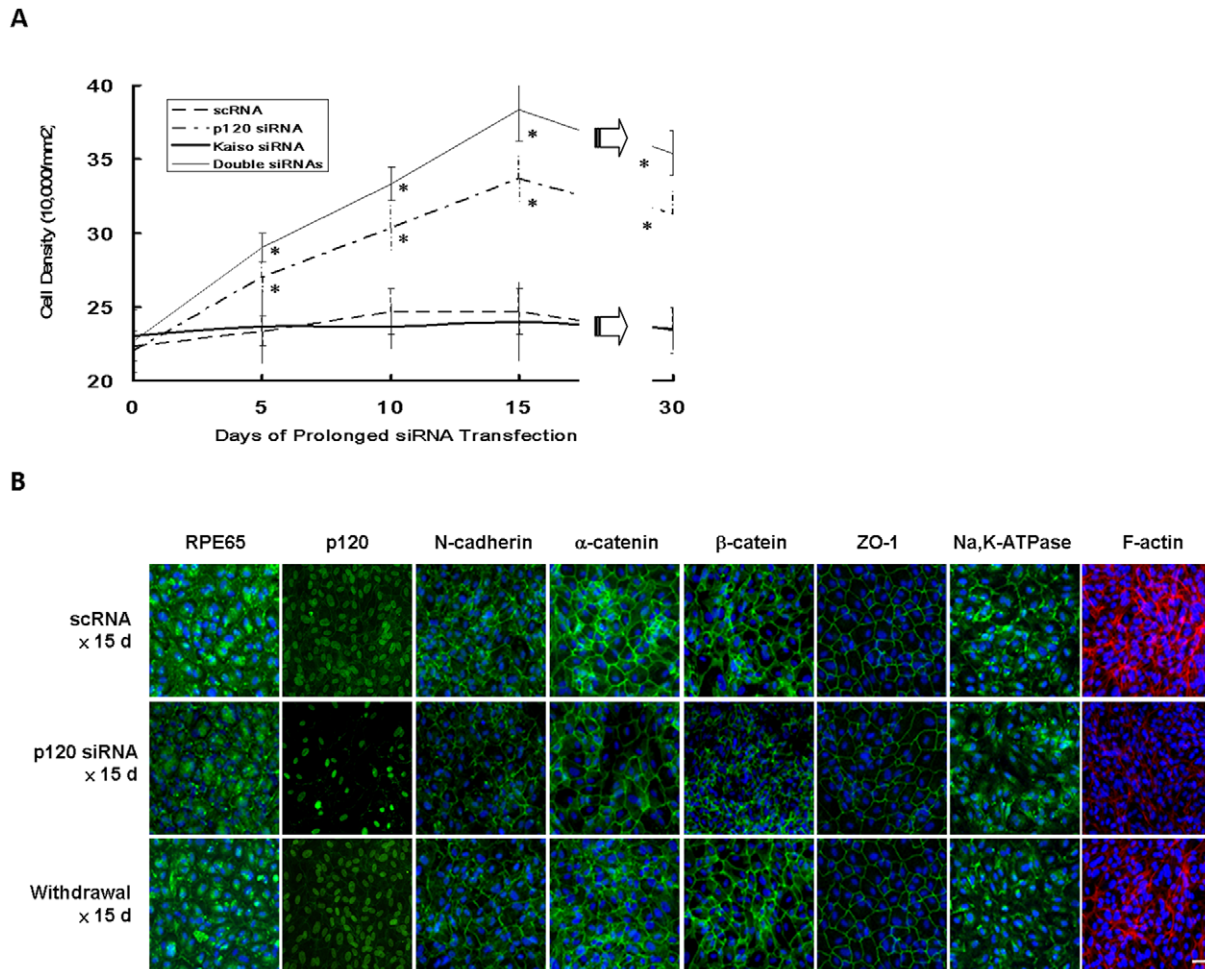 A
40
35
30
25
20
Cell Density (10,000/mm2)
scRNA
p120 siRNA
Kaiso siRNA
Double siRNAs
*
*
*
*
*
*
*
*
0
5
10
15
30
Days of Prolonged siRNA Transfection
B
RPE65
p120
N-cadherin
α-catenin
β-catein
ZO-1
Na,K-ATPase
F-actin
scRNA
x 15 d
p120 siRNA
x 15 d
Withdrawal
x 15 d